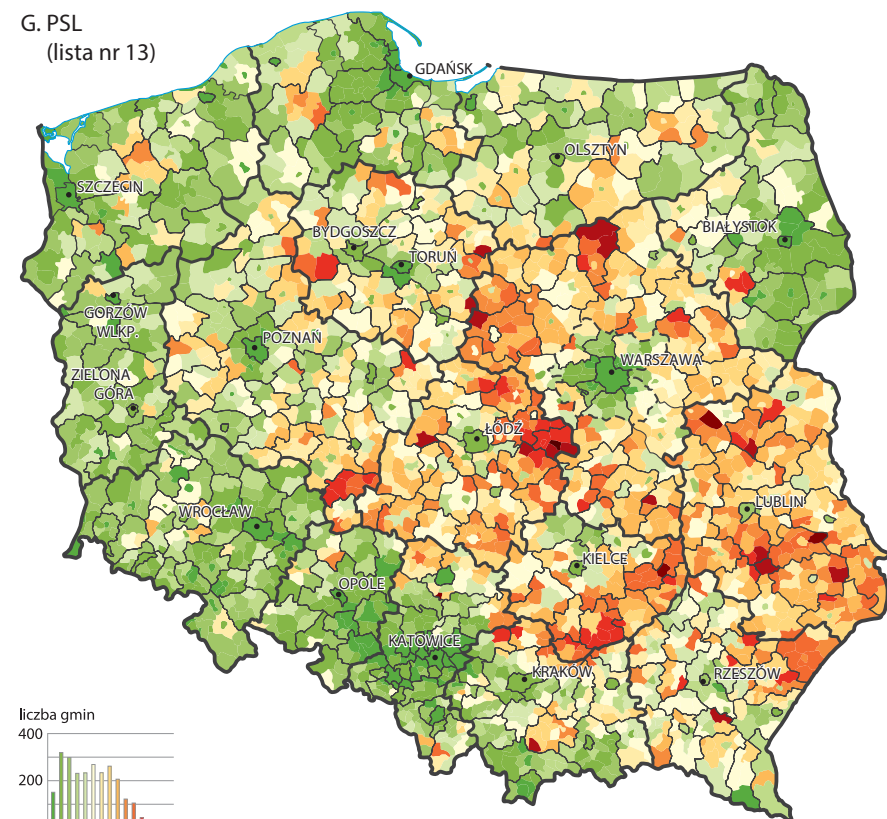 G. PSL
(lista nr 13)
GDAŃSK
OLSZTYN
SZCZECIN
BIAŁYSTOK
BYDGOSZCZ
TORUŃ
GORZÓW
WLKP.
POZNAŃ
WARSZAWA
ZIELONA
GÓRA
ŁÓDŹ
LUBLIN
WROCŁAW
KIELCE
OPOLE
KATOWICE
KRAKÓW
RZESZÓW
liczba gmin
400
200